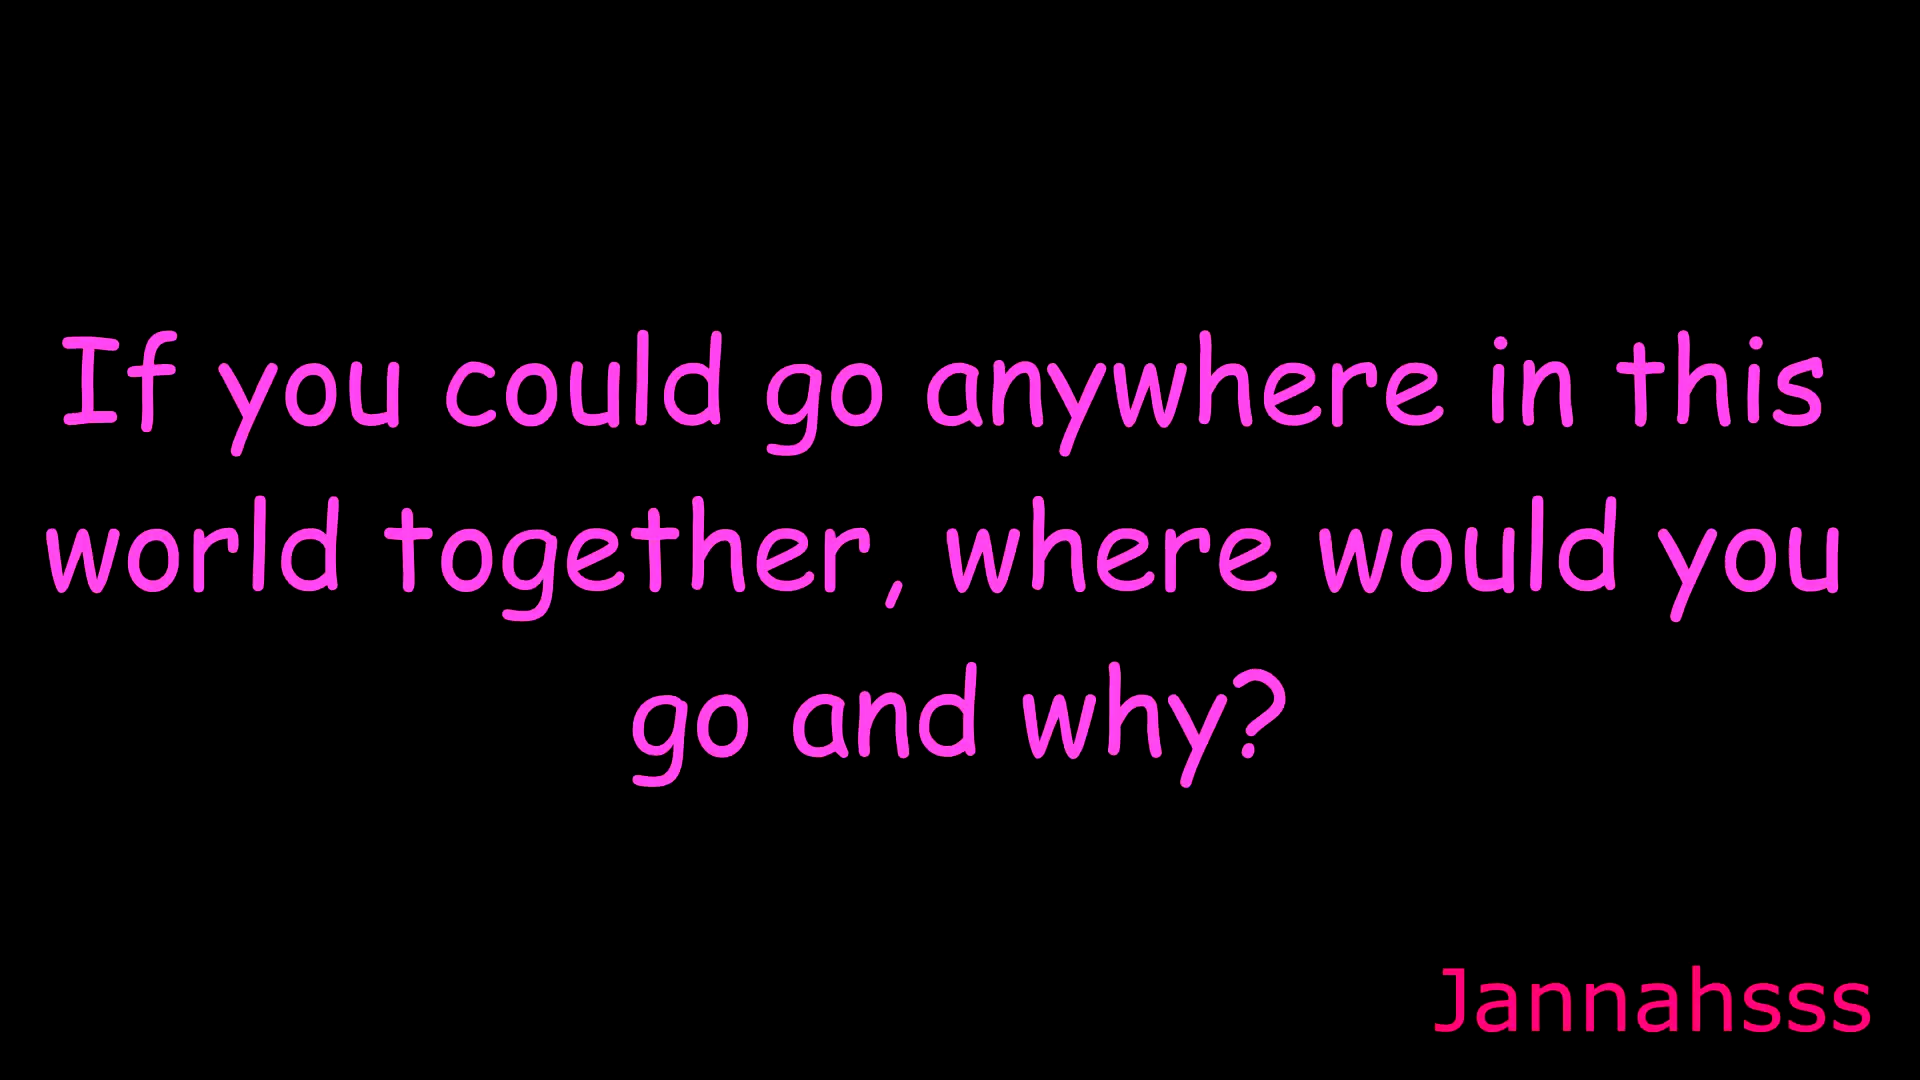 If you could go anywhere in this
world together, where would you
go and why?
Jannahsss